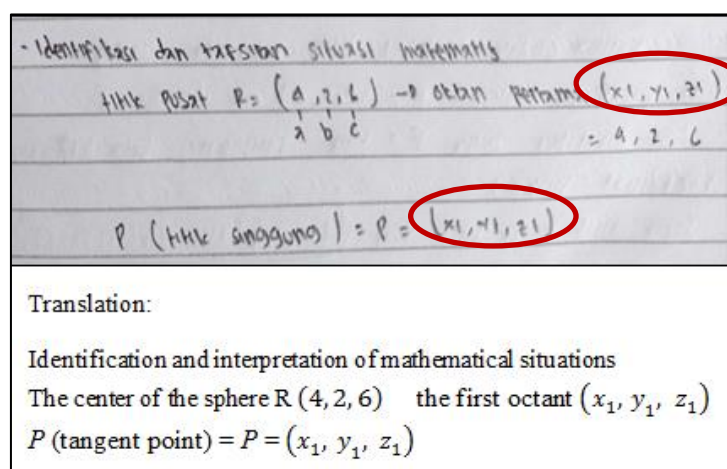 - Identifikasi dan tafsiran situasi matematis
titik pusat R = (4, 2, 6) → oktan pertama (x1, y1, z1)
a b c
= 4, 2, 6
P (titik singgung) = P = (x1, y1, z1)
Translation:
Identification and interpretation of mathematical situations
The center of the sphere R (4, 2, 6) the first octant (x₁, y₁, z₁)
P (tangent point) = P = (x₁, y₁, z₁)